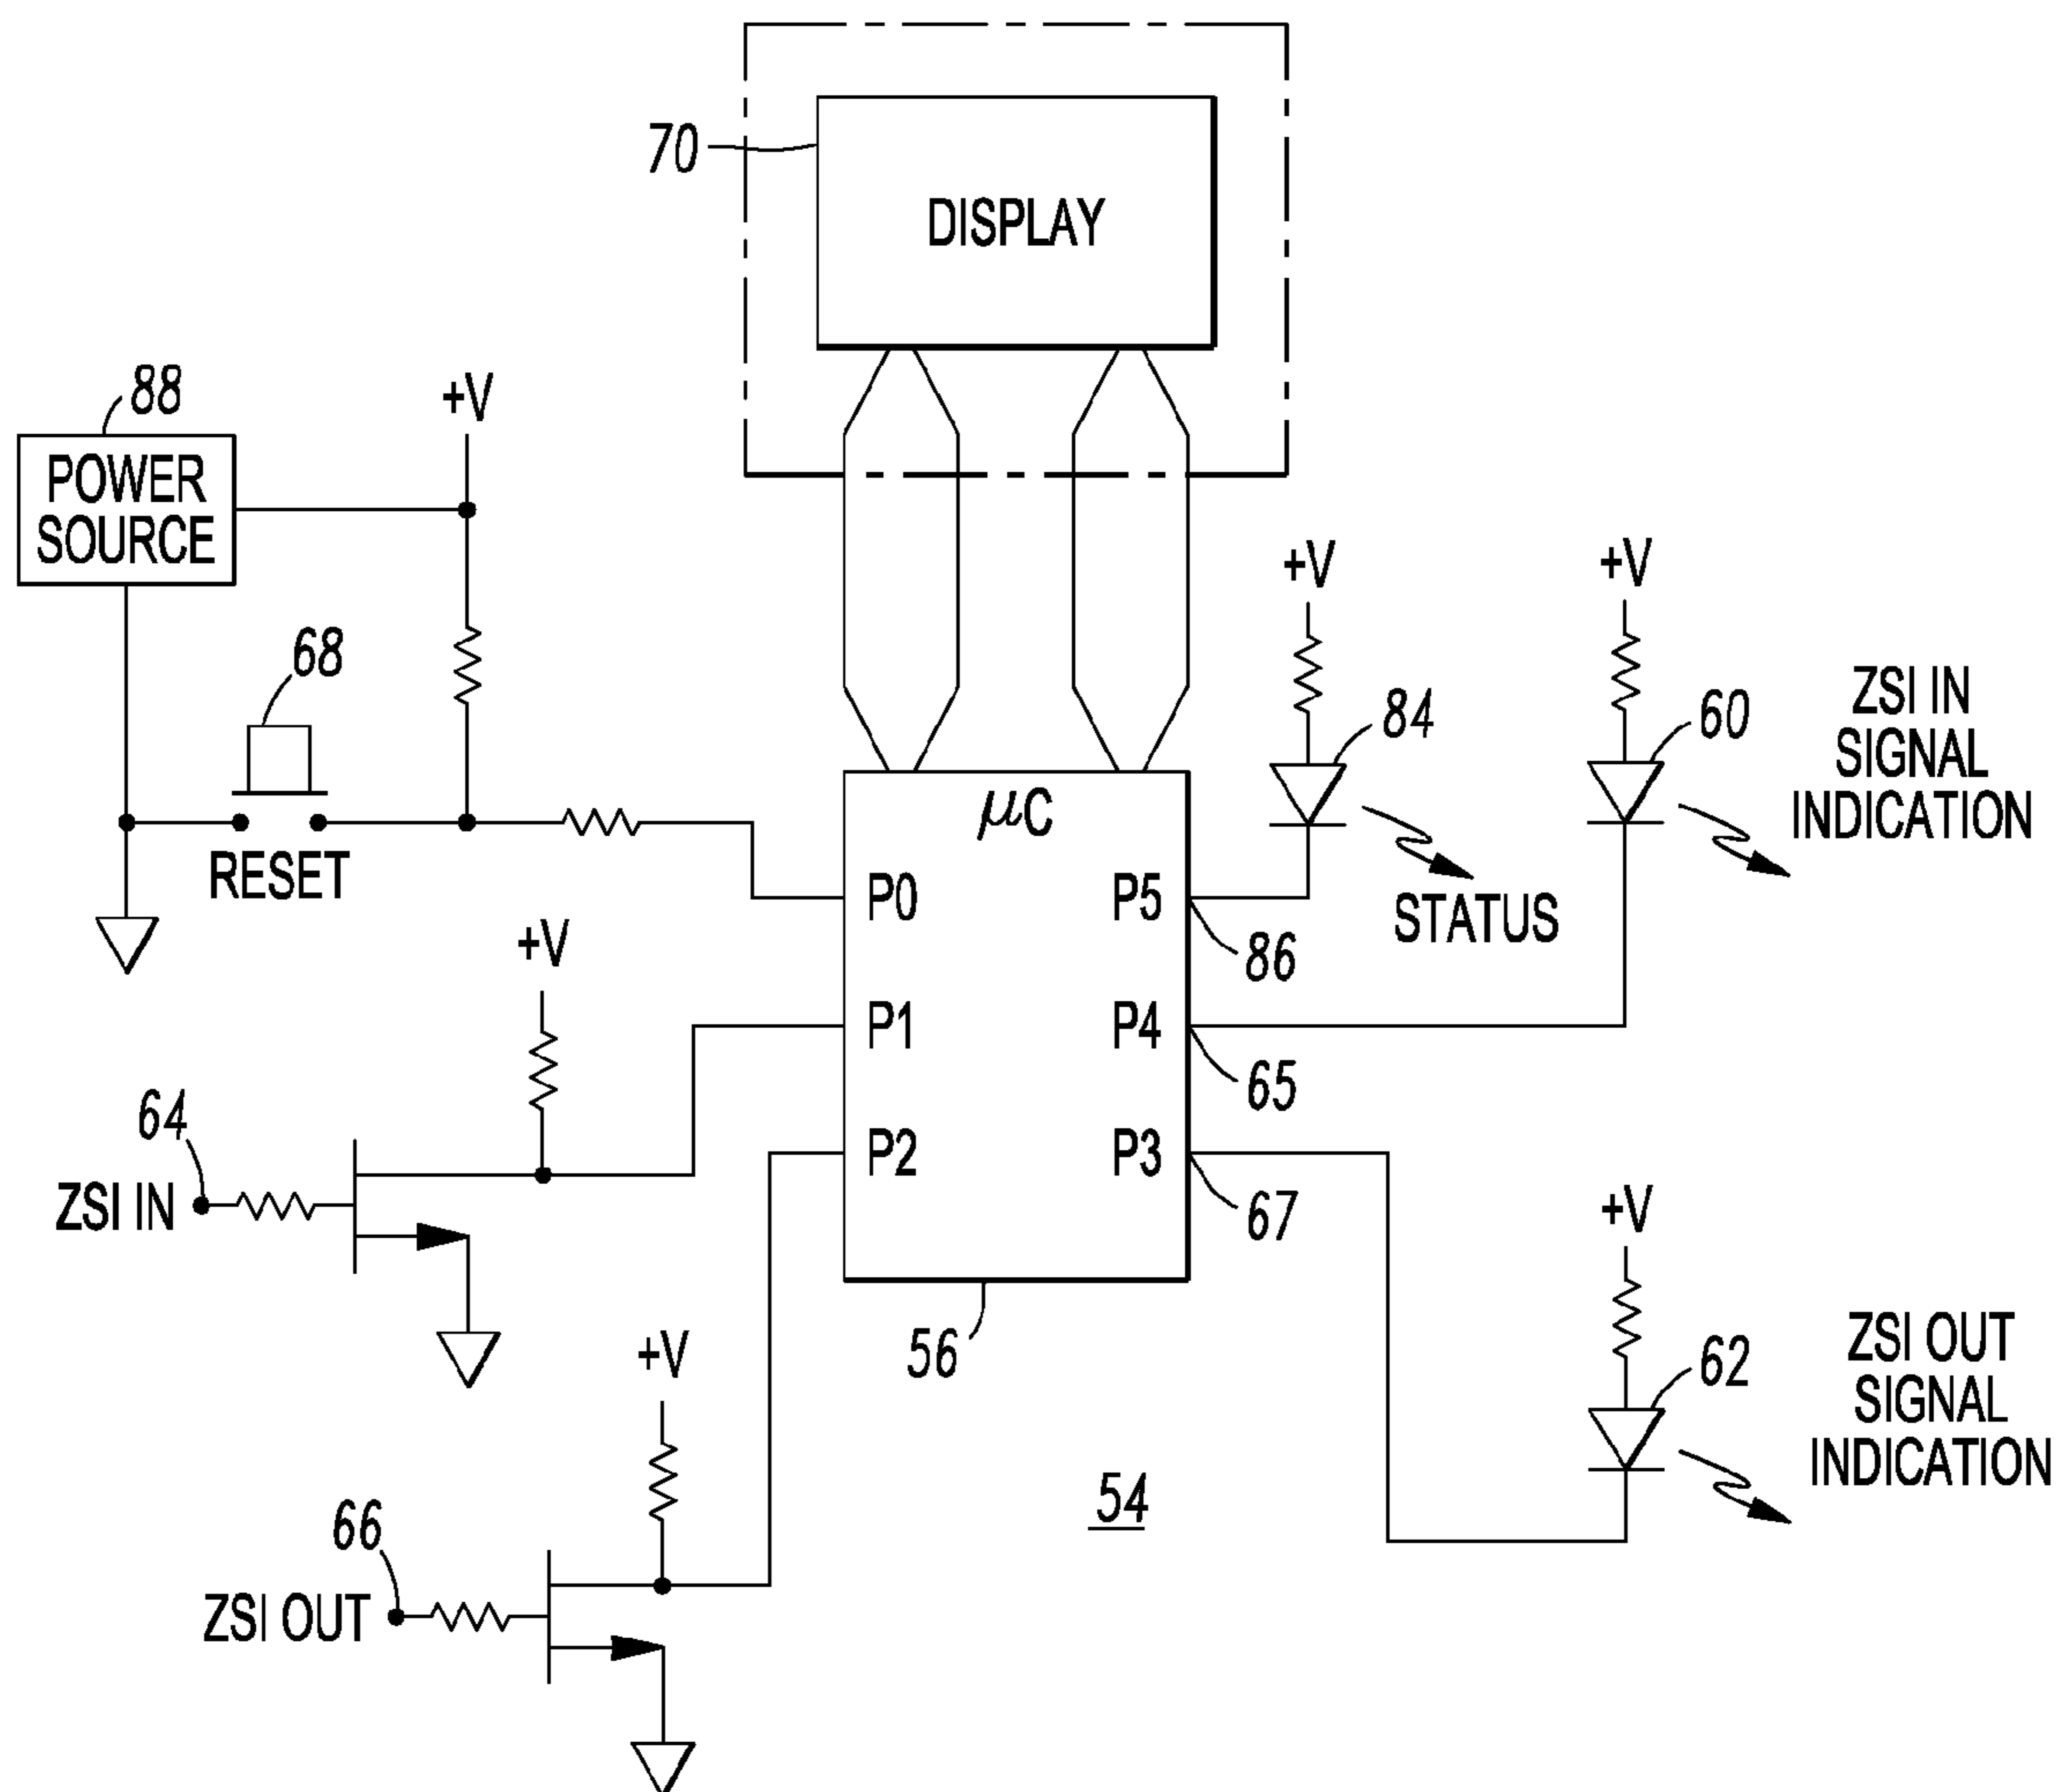 70
DISPLAY
88
+V
POWER
SOURCE
68
RESET
+V
84
STATUS
+V
60
ZSI IN
SIGNAL
INDICATION
μC
P0
P5
86
P1
P4
65
P2
P3
67
56
+V
64
ZSI IN
+V
66
ZSI OUT
54
+V
62
ZSI OUT
SIGNAL
INDICATION